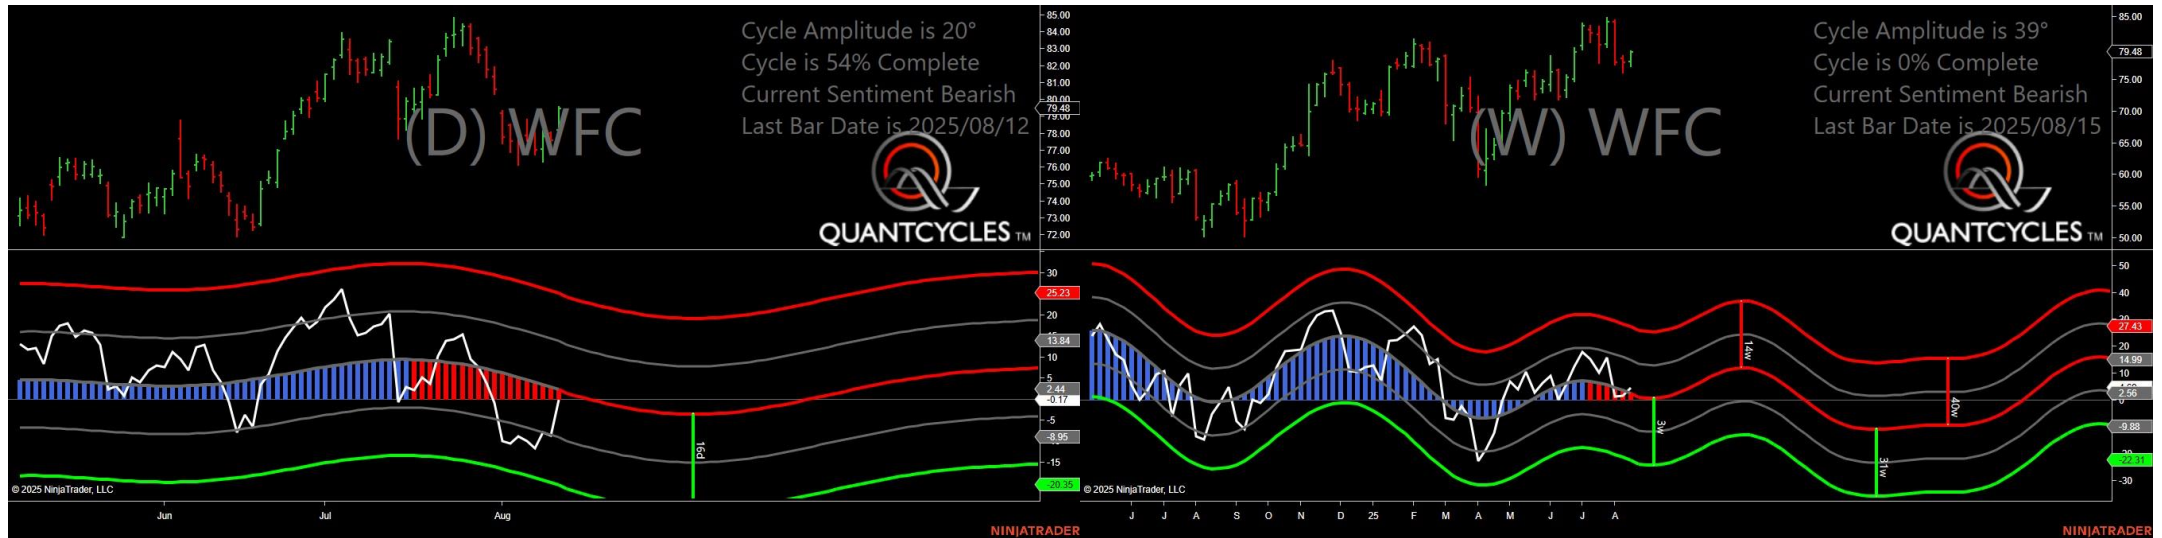 Cycle Amplitude is 20°
Cycle is 54% Complete
Current Sentiment Bearish
Last Bar Date is 2025/08/12
(D) WFC
QUANTCYCLES TM
85.00
84.00
83.00
82.00
81.00
80.00
79.48
79.00
78.00
77.00
76.00
75.00
74.00
73.00
72.00
30
25.23
20
15
13.84
10
5
2.44
-0.17
-5
-8.95
-15
-20.35
16d
© 2025 NinjaTrader, LLC
Jun
Jul
Aug
NINJATRADER
Cycle Amplitude is 39°
Cycle is 0% Complete
Current Sentiment Bearish
Last Bar Date is 2025/08/15
(W) WFC
QUANTCYCLES TM
85.00
79.48
75.00
70.00
65.00
60.00
55.00
50.00
50
40
27.43
20
14.99
10
2.56
0
-9.88
-22.31
-30
3w
14w
31w
40w
© 2025 NinjaTrader, LLC
J J A S O N D 25 F M A M J J A
NINJATRADER